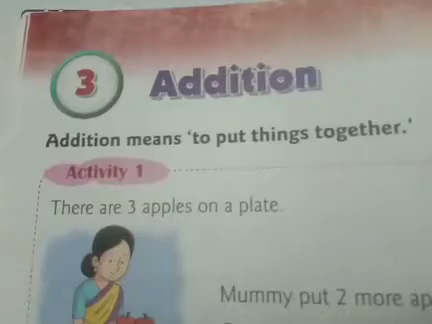 3 Addition
Addition means ‘to put things together.’
Activity 1
There are 3 apples on a plate.
Mummy put 2 more